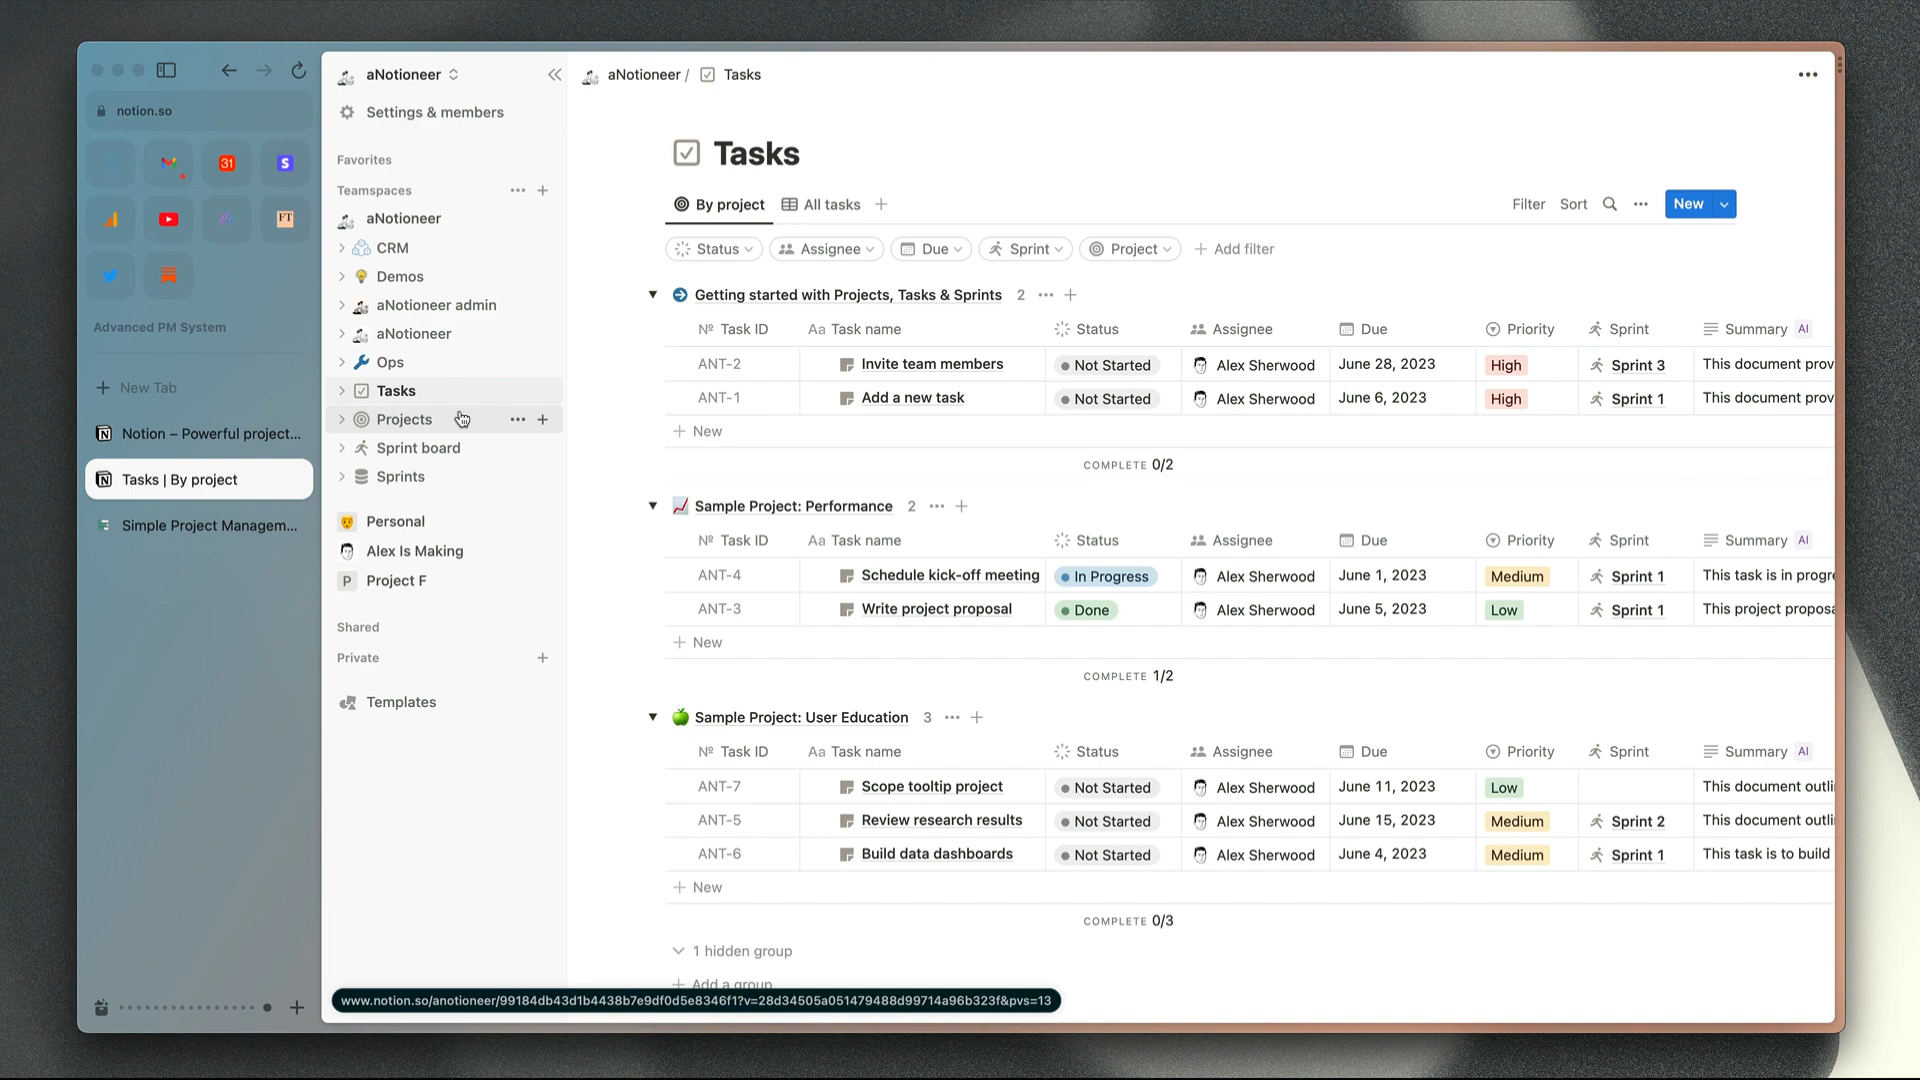 notion.so
31
S
FT
Advanced PM System
New Tab
Notion – Powerful project...
Tasks | By project
Simple Project Managem...
aNotioneer
Settings & members
Favorites
Teamspaces
aNotioneer
CRM
Demos
aNotioneer admin
aNotioneer
Ops
Tasks
Projects
Sprint board
Sprints
Personal
Alex Is Making
P Project F
Shared
Private
Templates
aNotioneer / Tasks
Tasks
By project All tasks
Filter Sort New
Status Assignee Due Sprint Project Add filter
Getting started with Projects, Tasks & Sprints 2
Nº Task ID Aa Task name Status Assignee Due Priority Sprint Summary AI
ANT-2 Invite team members Not Started Alex Sherwood June 28, 2023 High Sprint 3 This document prov
ANT-1 Add a new task Not Started Alex Sherwood June 6, 2023 High Sprint 1 This document prov
New
COMPLETE 0/2
Sample Project: Performance 2
Nº Task ID Aa Task name Status Assignee Due Priority Sprint Summary AI
ANT-4 Schedule kick-off meeting In Progress Alex Sherwood June 1, 2023 Medium Sprint 1 This task is in progre
ANT-3 Write project proposal Done Alex Sherwood June 5, 2023 Low Sprint 1 This project proposa
New
COMPLETE 1/2
Sample Project: User Education 3
Nº Task ID Aa Task name Status Assignee Due Priority Sprint Summary AI
ANT-7 Scope tooltip project Not Started Alex Sherwood June 11, 2023 Low This document outli
ANT-5 Review research results Not Started Alex Sherwood June 15, 2023 Medium Sprint 2 This document outli
ANT-6 Build data dashboards Not Started Alex Sherwood June 4, 2023 Medium Sprint 1 This task is to build
New
COMPLETE 0/3
1 hidden group
Add a group
www.notion.so/anotioneer/99184db43d1b4438b7e9df0d5e8346f1?v=28d34505a051479488d99714a96b323f&pvs=13